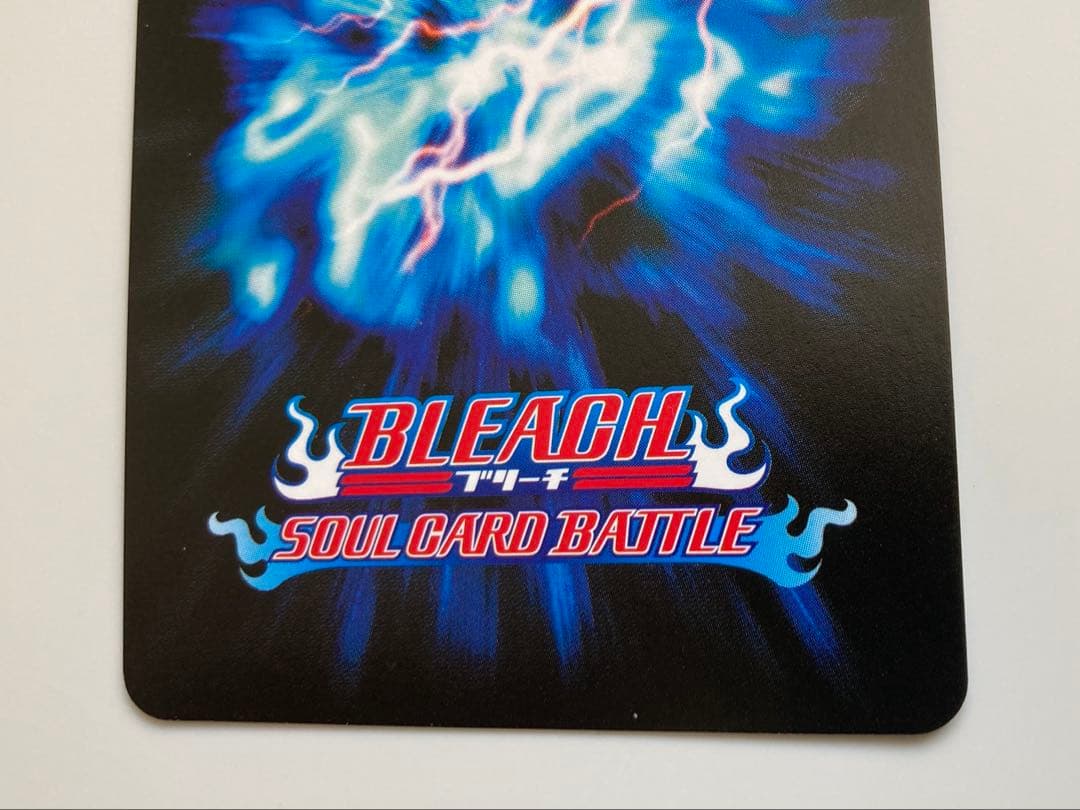 BLEACH
ブリーチ
SOUL CARD BATTLE